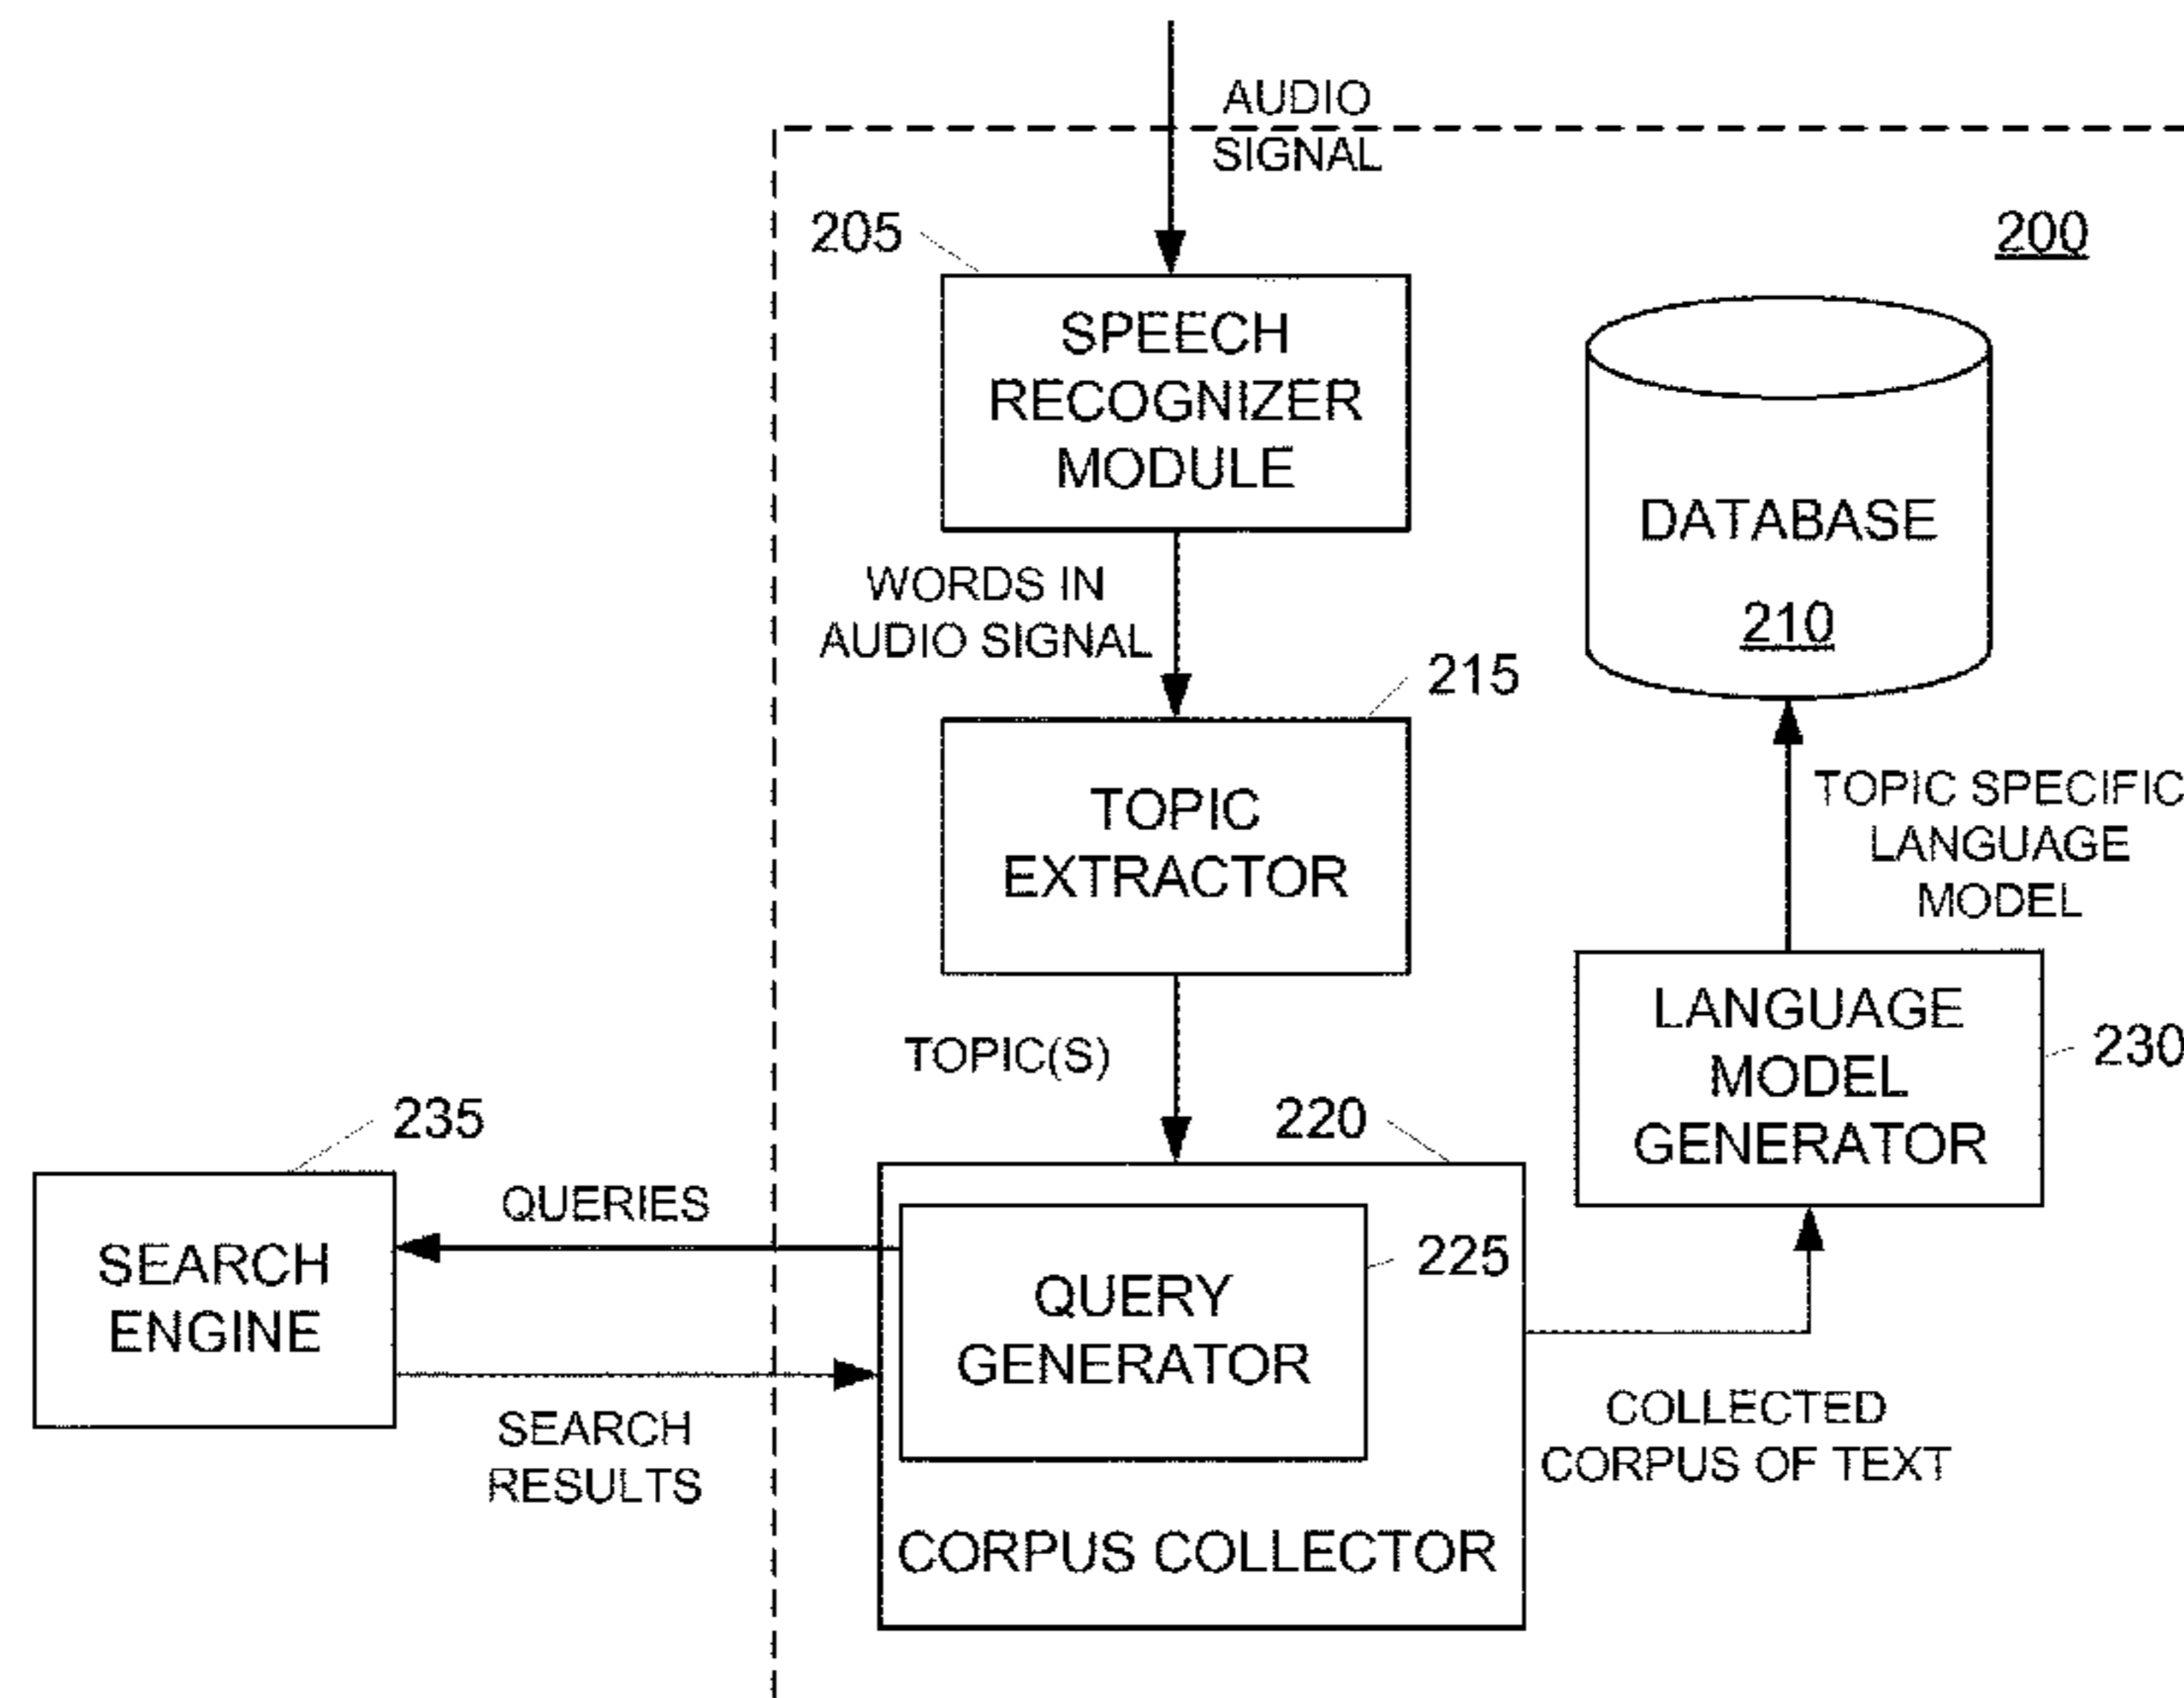 AUDIO
SIGNAL
205
200
SPEECH
RECOGNIZER
MODULE
DATABASE
210
WORDS IN
AUDIO SIGNAL
215
TOPIC
EXTRACTOR
TOPIC SPECIFIC
LANGUAGE
MODEL
LANGUAGE
MODEL
GENERATOR
230
TOPIC(S)
220
235
QUERIES
SEARCH
ENGINE
QUERY
GENERATOR
225
SEARCH
RESULTS
COLLECTED
CORPUS OF TEXT
CORPUS COLLECTOR